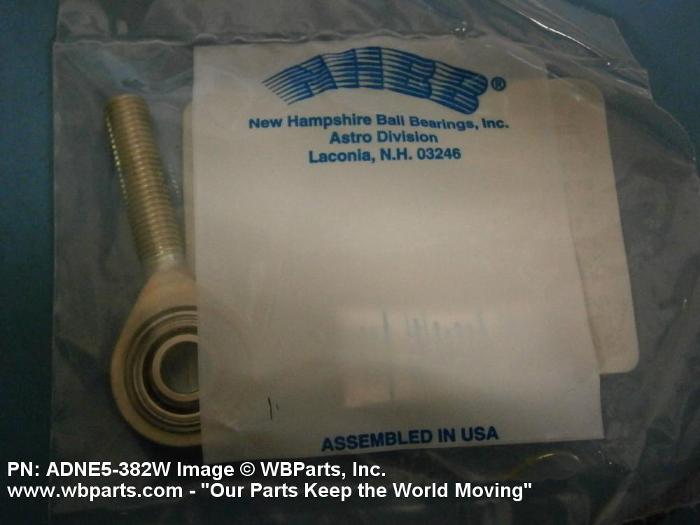 NHBB®
New Hampshire Ball Bearings, Inc.
Astro Division
Laconia, N.H. 03246
ASSEMBLED IN USA
PN: ADNE5-382W Image © WBParts, Inc.
www.wbparts.com - "Our Parts Keep the World Moving"